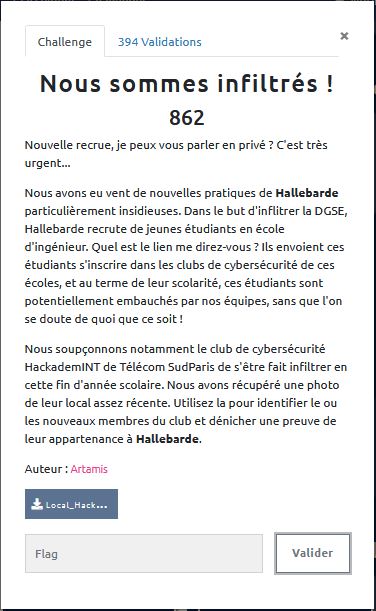 Challenge
394 Validations
×
Nous sommes infiltrés !
862
Nouvelle recrue, je peux vous parler en privé ? C'est très
urgent...
Nous avons eu vent de nouvelles pratiques de Hallebarde
particulièrement insidieuses. Dans le but d'inflitrer la DGSE,
Hallebarde recrute de jeunes étudiants en école
d'ingénieur. Quel est le lien me direz-vous ? Ils envoient ces
étudiants s'inscrire dans les clubs de cybersécurité de ces
écoles, et au terme de leur scolarité, ces étudiants sont
potentiellement embauchés par nos équipes, sans que l'on
se doute de quoi que ce soit !
Nous soupçonnons notamment le club de cybersécurité
HackademINT de Télécom SudParis de s'être fait infiltrer en
cette fin d'année scolaire. Nous avons récupéré une photo
de leur local assez récente. Utilisez la pour identifier le ou
les nouveaux membres du club et dénicher une preuve de
leur appartenance à Hallebarde.
Auteur : Artamis
Local_Hack...
Flag
Valider